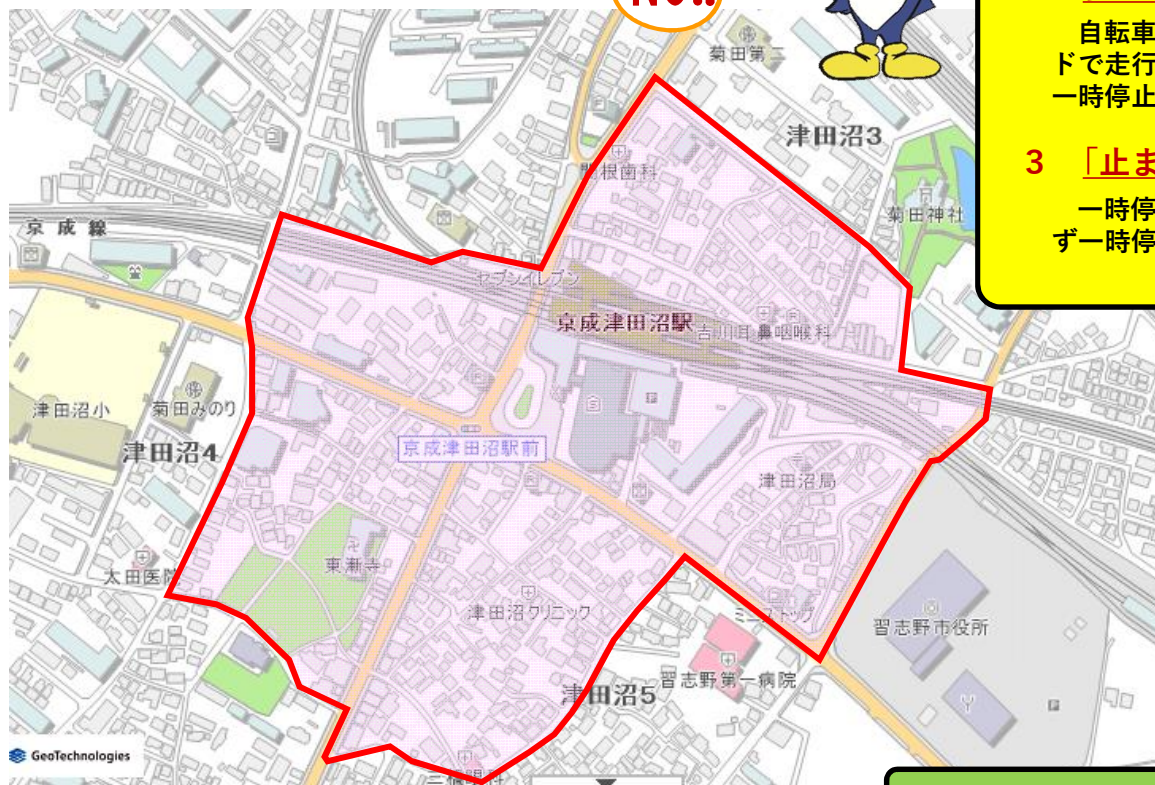 No!!
自転車
ドで走行
一時停止
3 「止ま
一時停
ず一時停
菊田第二
津田沼3
関根歯科
菊田神社
京成線
セブンイレブン
京成津田沼駅
古川耳鼻咽喉科
津田沼小
菊田みのり
津田沼4
京成津田沼駅前
津田沼局
太田医院
東漸寺
津田沼クリニック
ミニストップ
習志野市役所
習志野第一病院
津田沼5
三橋眼科
GeoTechnologies